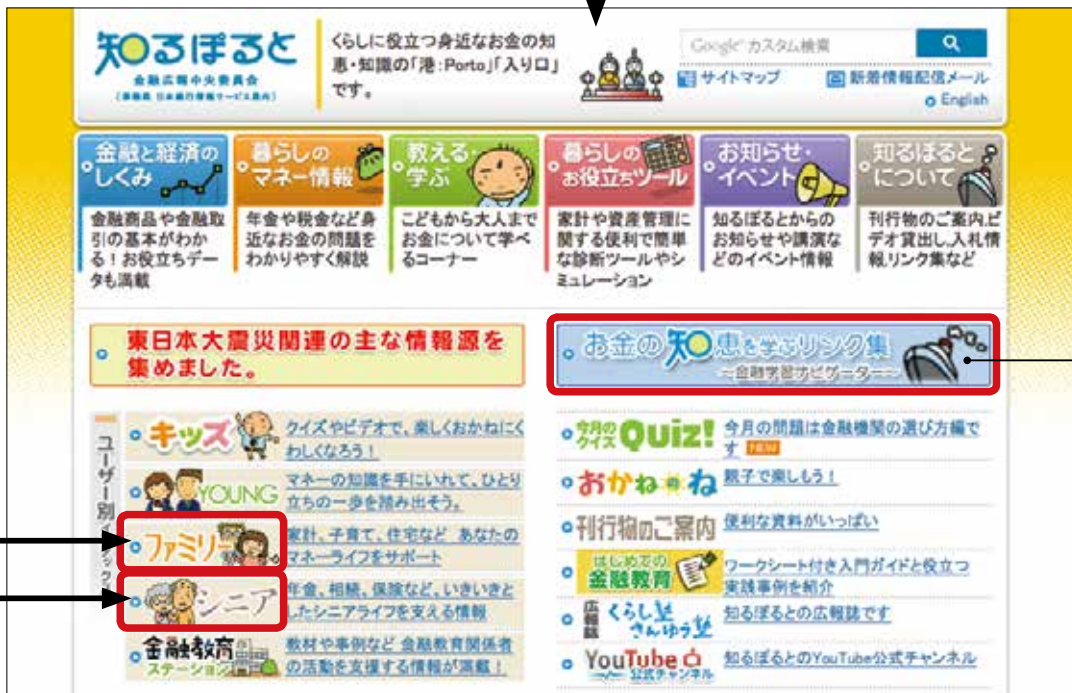 知るぽると
金融広報中央委員会
くらしに役立つ身近なお金の知
恵・知識の「港:Porto」「入り口」
です。
Google カスタム検索
サイトマップ
新着情報配信メール
English
金融と経済の
しくみ
金融商品や金融取
引の基本がわか
る！お役立ちデー
タも満載
暮らしの
マネー情報
年金や税金など身
近なお金の問題を
わかりやすく解説
教える・
学ぶ
こどもから大人まで
お金について学べ
るコーナー
暮らしの
お役立ちツール
家計や資産管理に
関する便利で簡単
な診断ツールやシ
ミュレーション
お知らせ・
イベント
知るぽるとからの
お知らせや講演な
どのイベント情報
知るぽると
について
刊行物のご案内,ビ
デオ貸出し,入札情
報,リンク集など
東日本大震災関連の主な情報源を
集めました。
お金の知恵を学ぶリンク集
～金融学習ナビゲーター～
ユーザー別
キッズ
クイズやビデオで、楽しくおかねにく
わしくなろう！
YOUNG
マネーの知識を手にいれて、ひとり
立ちの一歩を踏み出そう。
ファミリー
家計、子育て、住宅など あなたの
マネーライフをサポート
シニア
年金、相続、保険など、いきいきと
したシニアライフを支える情報
金融教育
ステーション
教材や事例など 金融教育関係者
の活動を支援する情報が満載！
今月の
クイズ Quiz!
今月の問題は金融機関の選び方編で
す NEW
おかねのね
親子で楽しもう！
刊行物のご案内
便利な資料がいっぱい
はじめての
金融教育
ワークシート付き入門ガイドと役立つ
実践事例を紹介
広報誌
くらし塾
きんゆう塾
知るぽるとの広報誌です
YouTube
公式チャンネル
知るぽるとのYouTube公式チャンネル